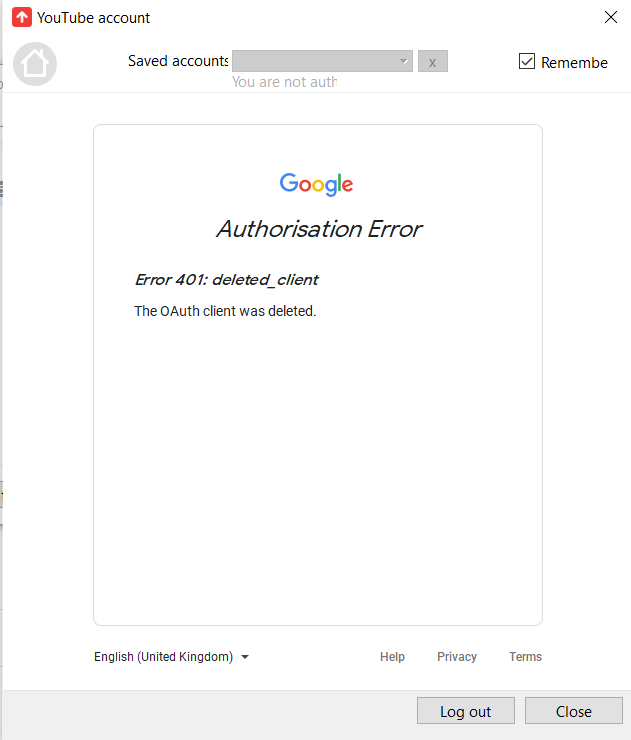 YouTube account
Saved accounts
x
Remembe
You are not auth
Google
Authorisation Error
Error 401: deleted_client
The OAuth client was deleted.
English (United Kingdom)
Help Privacy Terms
Log out Close